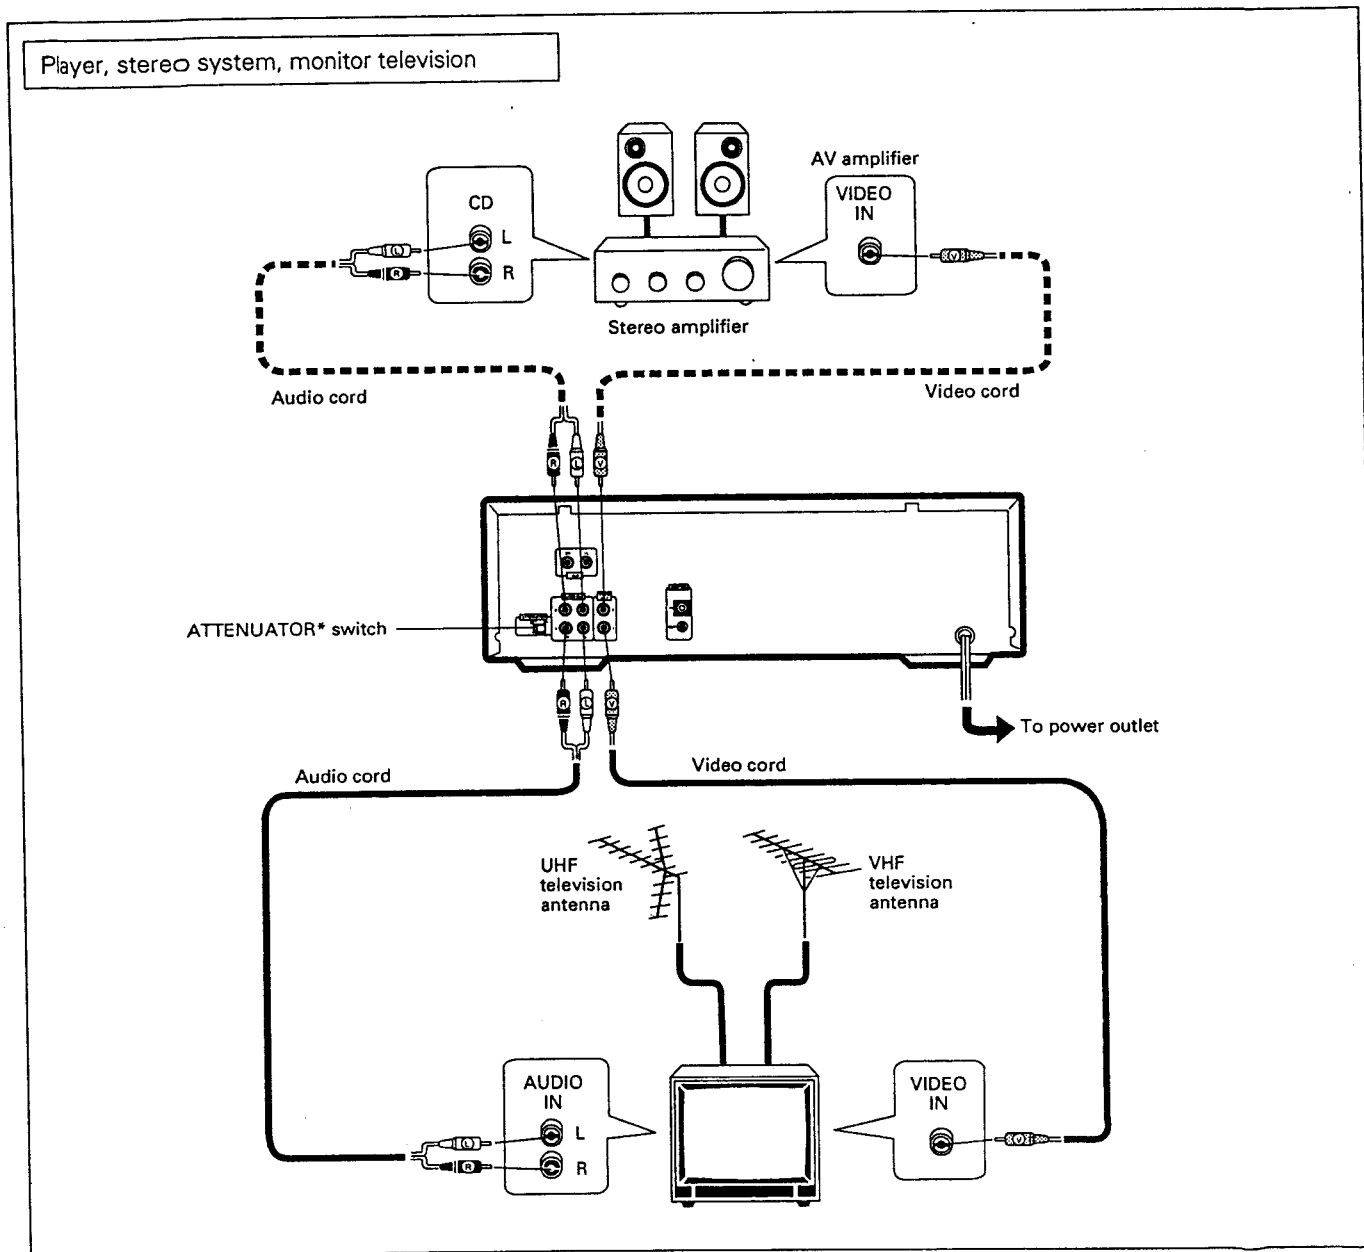 Player, stereo system, monitor television
AV amplifier
CD
L
R
VIDEO
IN
L
R
V
Stereo amplifier
Audio cord
Video cord
R
L
V
ATTENUATOR* switch
To power outlet
R
L
V
Audio cord
Video cord
UHF
television
antenna
VHF
television
antenna
AUDIO
IN
L
R
VIDEO
IN
L
R
V